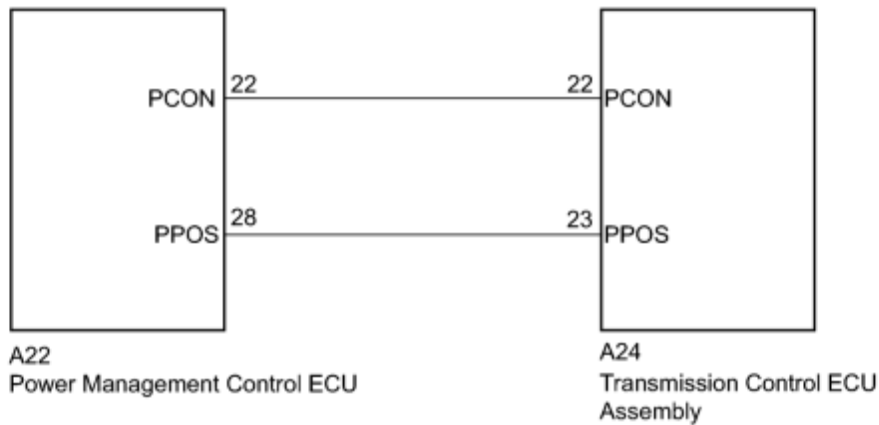 22 22
PCON PCON
28 23
PPOS PPOS
A22
Power Management Control ECU
A24
Transmission Control ECU
Assembly